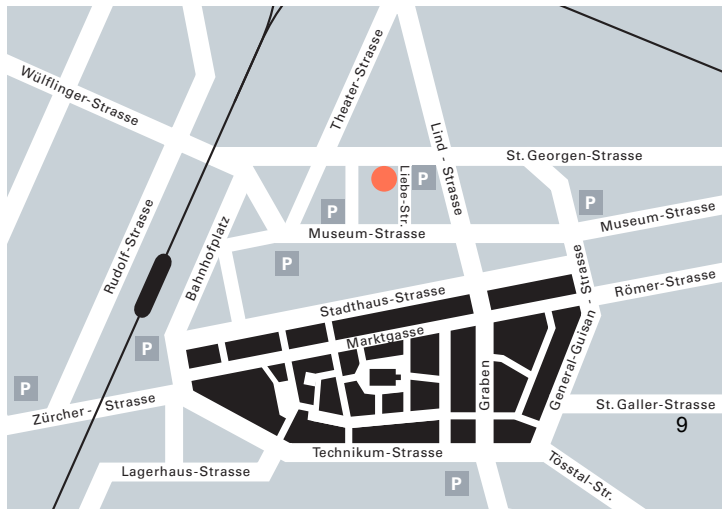 Wülflinger-Strasse
Theater-Strasse
Lind - Strasse
St. Georgen-Strasse
Liebe-Str.
P
P
P
Rudolf-Strasse
Bahnhofplatz
Museum-Strasse
Museum-Strasse
P
Stadthaus-Strasse
General-Guisan - Strasse
Römer-Strasse
Marktgasse
P
P
Graben
Zürcher- Strasse
St. Galler-Strasse
9
Technikum-Strasse
Lagerhaus-Strasse
Tösstal-Str.
P